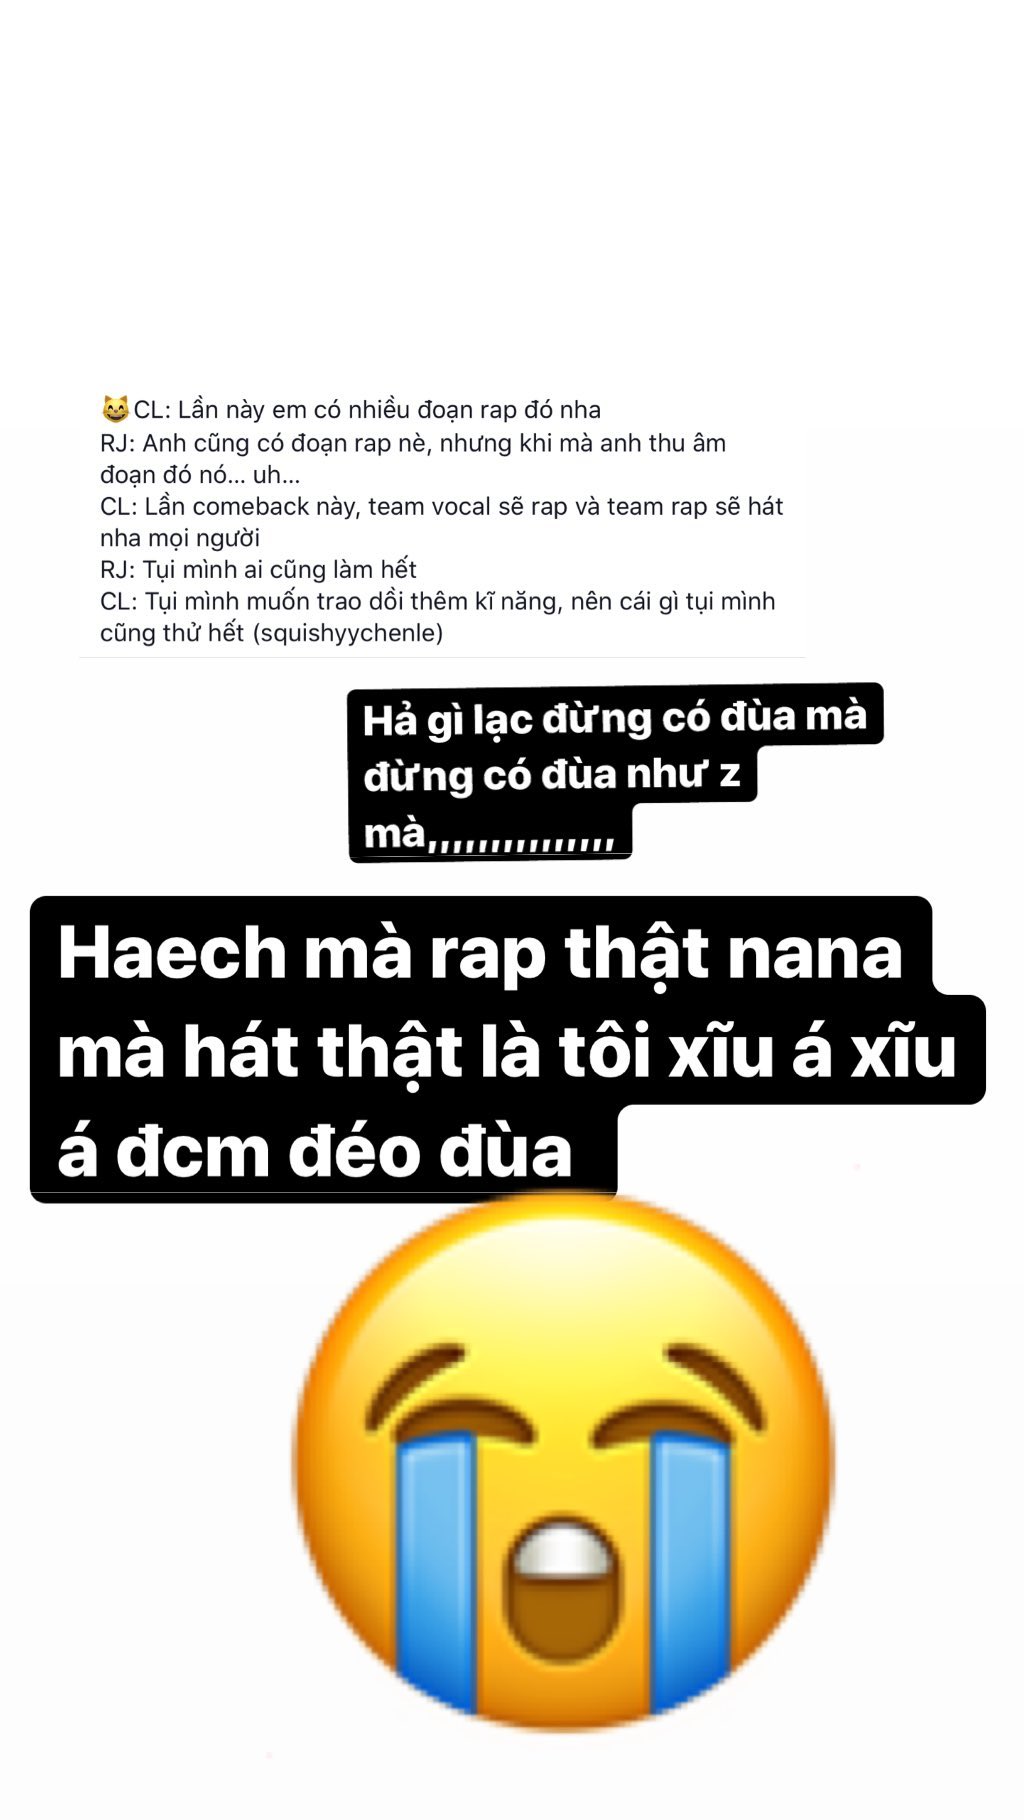 😸CL: Lần này em có nhiều đoạn rap đó nha
RJ: Anh cũng có đoạn rap nè, nhưng khi mà anh thu âm
đoạn đó nó... uh...
CL: Lần comeback này, team vocal sẽ rap và team rap sẽ hát
nha mọi người
RJ: Tụi mình ai cũng làm hết
CL: Tụi mình muốn trao dồi thêm kĩ năng, nên cái gì tụi mình
cũng thử hết (squishyychenle)
Hả gì lạc đừng có đùa mà
đừng có đùa như z
mà,,,,,,,,,,,,,,,
Haech mà rap thật nana
mà hát thật là tôi xĩu á xĩu
á đcm đéo đùa